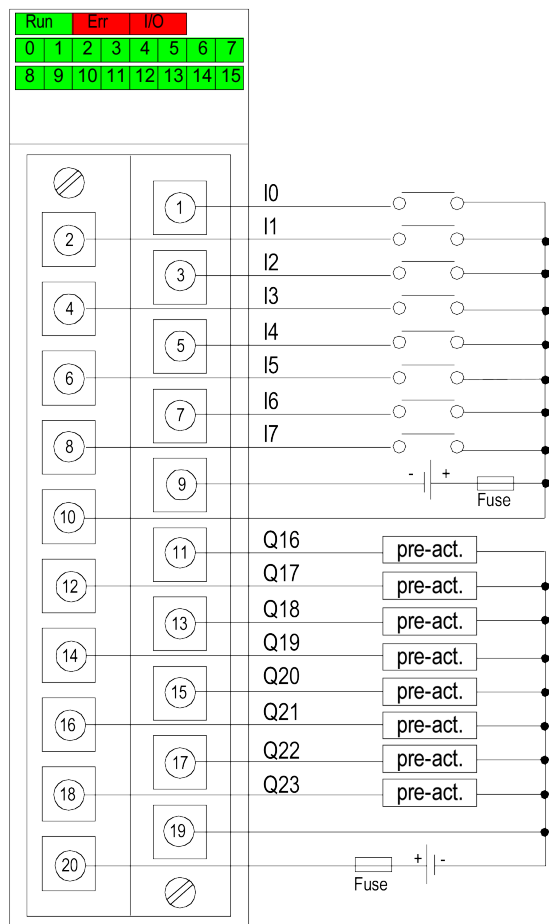 Run Err I/O
0 1 2 3 4 5 6 7
8 9 10 11 12 13 14 15
1 I0
2 I1
3 I2
4 I3
5 I4
6 I5
7 I6
8 I7
9 - + Fuse
10
11 Q16 pre-act.
12 Q17 pre-act.
13 Q18 pre-act.
14 Q19 pre-act.
15 Q20 pre-act.
16 Q21 pre-act.
17 Q22 pre-act.
18 Q23 pre-act.
19
20 Fuse + -